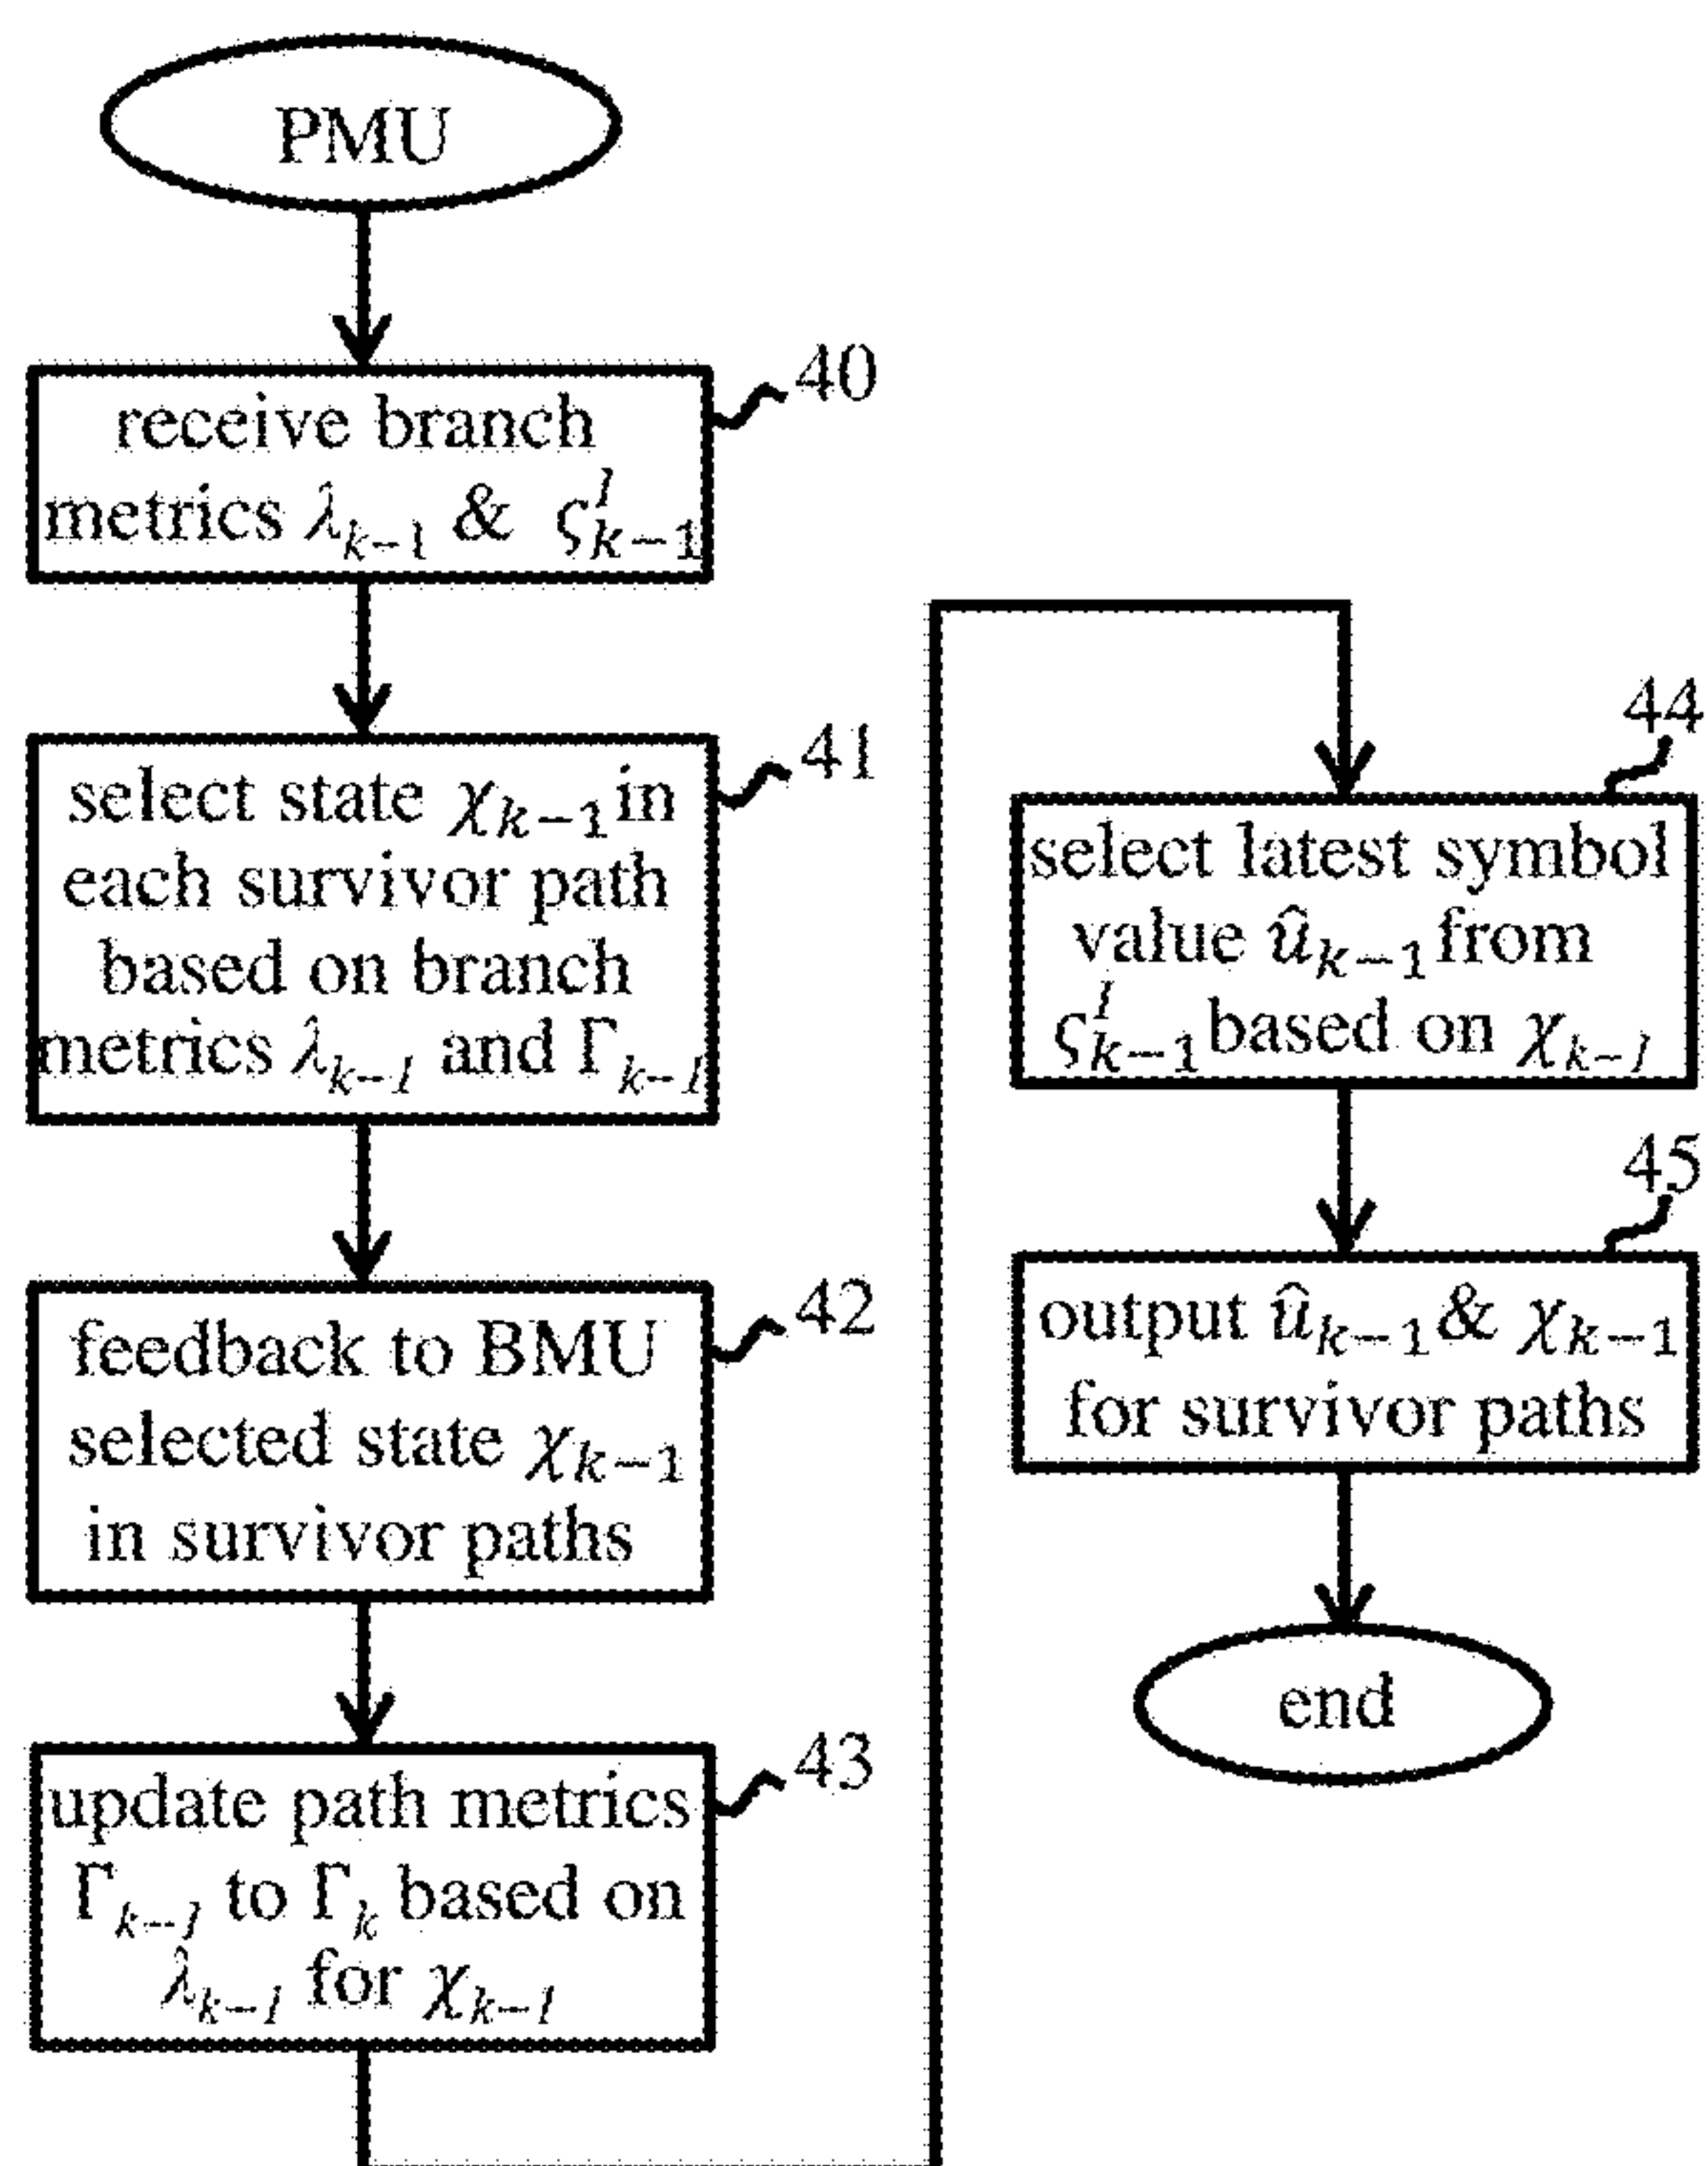 PMU
40
receive branch
metrics λ_{k-1} & ς^l_{k-1}
41
select state χ_{k-1} in
each survivor path
based on branch
metrics λ_{k-1} and Γ_{k-1}
42
feedback to BMU
selected state χ_{k-1}
in survivor paths
43
update path metrics
Γ_{k-1} to Γ_k based on
λ_{k-1} for χ_{k-1}
44
select latest symbol
value û_{k-1} from
ς^l_{k-1} based on χ_{k-1}
45
output û_{k-1} & χ_{k-1}
for survivor paths
end